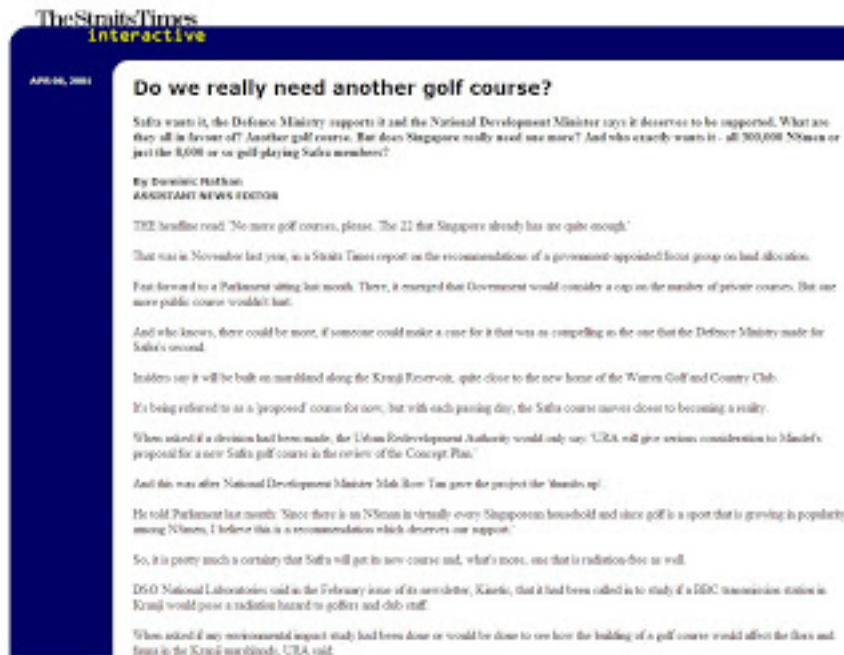 The Straits Times
interactive
APR 06, 2001
Do we really need another golf course?
Safra wants it, the Defence Ministry supports it and the National Development Minister says it deserves to be supported. What are
they all in favour of? Another golf course. But does Singapore really need one more? And who exactly wants it - all 300,000 NSmen or
just the 8,000 or so golf-playing Safra members?
By Dominic Nathan
ASSISTANT NEWS EDITOR
THE headline read: 'No more golf courses, please. The 22 that Singapore already has are quite enough.'
That was in November last year, in a Straits Times report on the recommendations of a government-appointed focus group on land allocation.
Fast forward to a Parliament sitting last month. There, it emerged that Government would consider a cap on the number of private courses. But one
more public course wouldn't hurt.
And who knows, there could be more, if someone could make a case for it that was as compelling as the one that the Defence Ministry made for
Safra's second.
Insiders say it will be built on marshland along the Kranji Reservoir, quite close to the new home of the Warren Golf and Country Club.
It's being referred to as a 'proposed' course for now, but with each passing day, the Safra course moves closer to becoming a reality.
When asked if a decision had been made, the Urban Redevelopment Authority would only say: 'URA will give serious consideration to Mindef's
proposal for a new Safra golf course in the review of the Concept Plan.'
And this was after National Development Minister Mah Bow Tan gave the project the 'thumbs up'.
He told Parliament last month: 'Since there is an NSman in virtually every Singaporean household and since golf is a sport that is growing in popularity
among NSmen, I believe this is a recommendation which deserves our support.'
So, it is pretty much a certainty that Safra will get its new course and, what's more, one that is radiation-free as well.
DSO National Laboratories said in the February issue of its newsletter, Kinetic, that it had been called in to study if a BBC transmission station in
Kranji would pose a radiation hazard to golfers and club staff.
When asked if any environmental impact study had been done or would be done to see how the building of a golf course would affect the flora and
fauna in the Kranji marshlands, URA said: